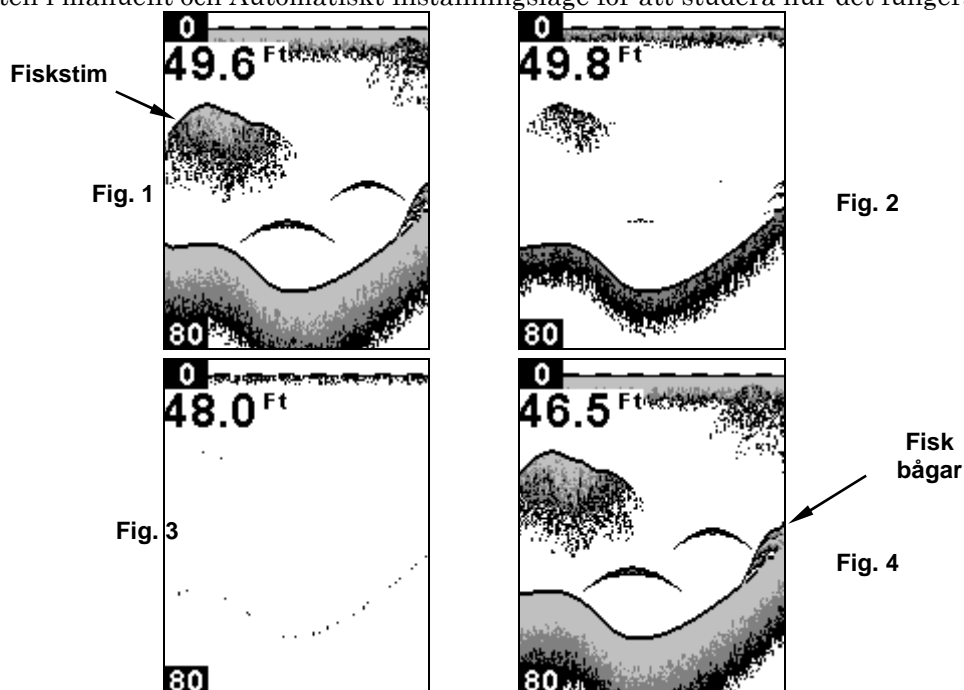 ten i manuellt och Automatiskt inställningsläge för att studera hur det funger
0
49.6 Ft
Fiskstim
Fig. 1
80
0
49.8 Ft
Fig. 2
80
0
48.0 Ft
Fig. 3
80
0
46.5 Ft
Fisk
bågar
Fig. 4
80